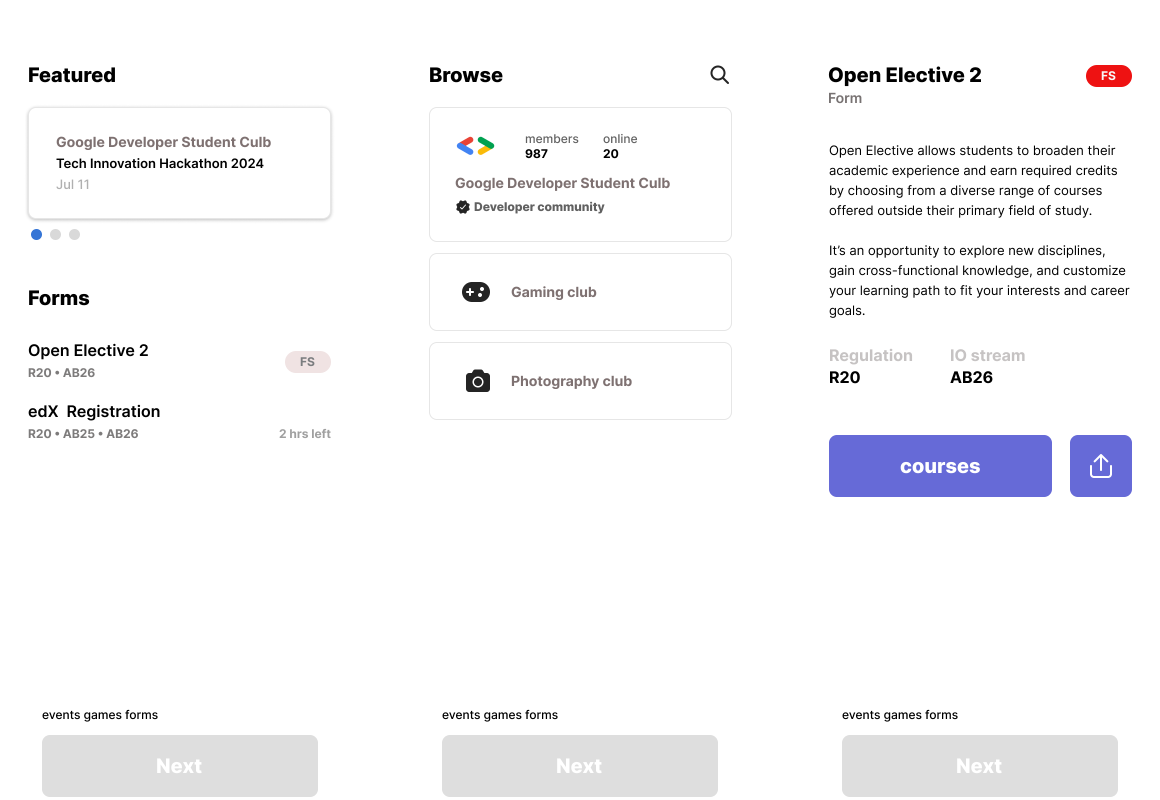 Featured
Google Developer Student Culb
Tech Innovation Hackathon 2024
Jul 11
Forms
Open Elective 2
FS
R20 • AB26
edX  Registration
R20 • AB25 • AB26
2 hrs left
events games forms
Next
Browse
members
987
online
20
Google Developer Student Culb
Developer community
Gaming club
Photography club
events games forms
Next
Open Elective 2
FS
Form
Open Elective allows students to broaden their
academic experience and earn required credits
by choosing from a diverse range of courses
offered outside their primary field of study.
It’s an opportunity to explore new disciplines,
gain cross-functional knowledge, and customize
your learning path to fit your interests and career
goals.
Regulation
R20
IO stream
AB26
courses
events games forms
Next